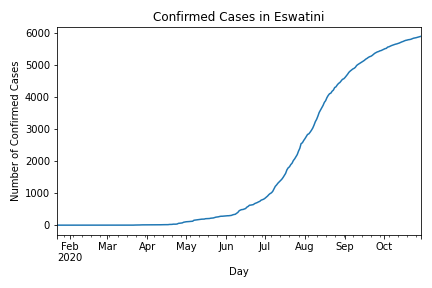 Confirmed Cases in Eswatini
Number of Confirmed Cases
6000
5000
4000
3000
2000
1000
0
Feb Mar Apr May Jun Jul Aug Sep Oct
2020
Day